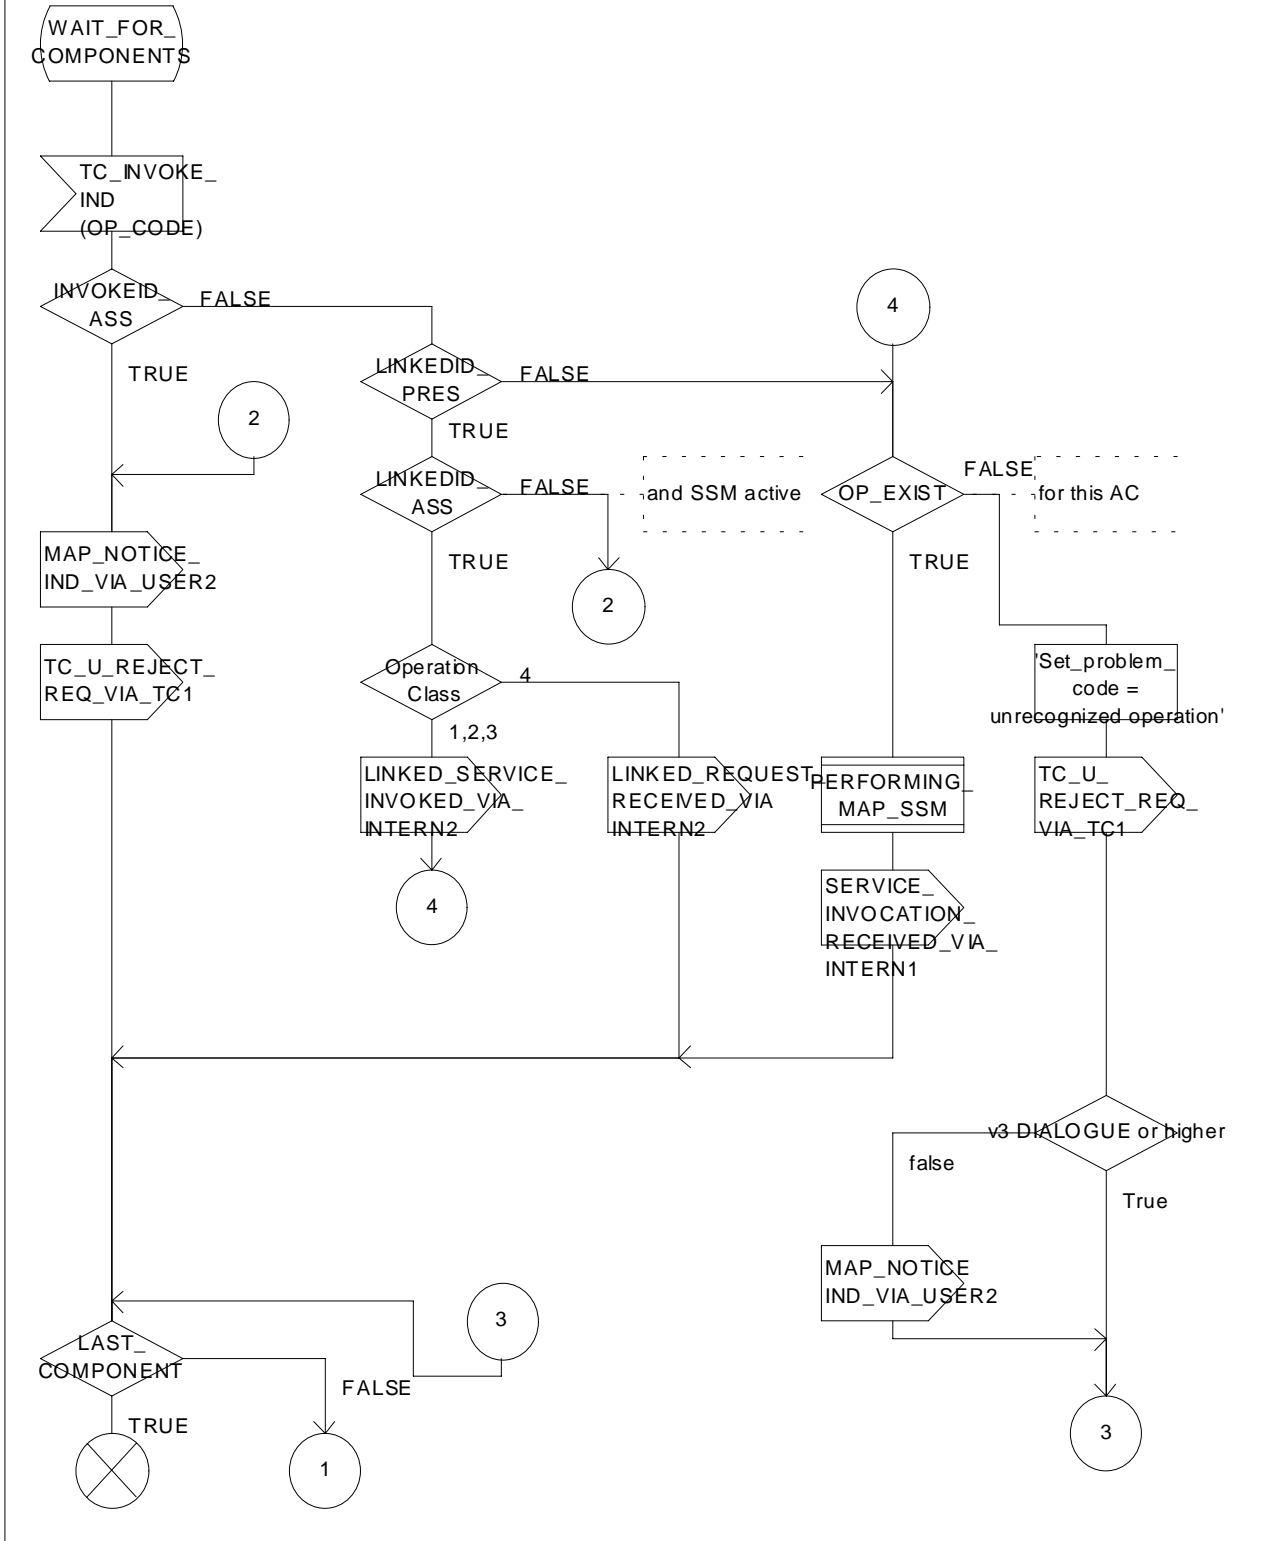 WAIT_FOR_
COMPONENTS
TC_INVOKE_
IND
(OP_CODE)
INVOKEID_
ASS
FALSE
TRUE
4
LINKEDID_
PRES
FALSE
TRUE
2
LINKEDID_
ASS
FALSE
and SSM active
TRUE
2
OP_EXIST
FALSE
for this AC
TRUE
MAP_NOTICE_
IND_VIA_USER2
TC_U_REJECT_
REQ_VIA_TC1
Operation
Class
4
1,2,3
'Set_problem_
code =
unrecognized operation'
LINKED_SERVICE_
INVOKED_VIA_
INTERN2
LINKED_REQUEST_
RECEIVED_VIA
INTERN2
PERFORMING_
MAP_SSM
TC_U_
REJECT_REQ_
VIA_TC1
4
SERVICE_
INVOCATION_
RECEIVED_VIA_
INTERN1
v3 DIALOGUE or higher
false
True
MAP_NOTICE
IND_VIA_USER2
3
LAST_
COMPONENT
FALSE
TRUE
1
3